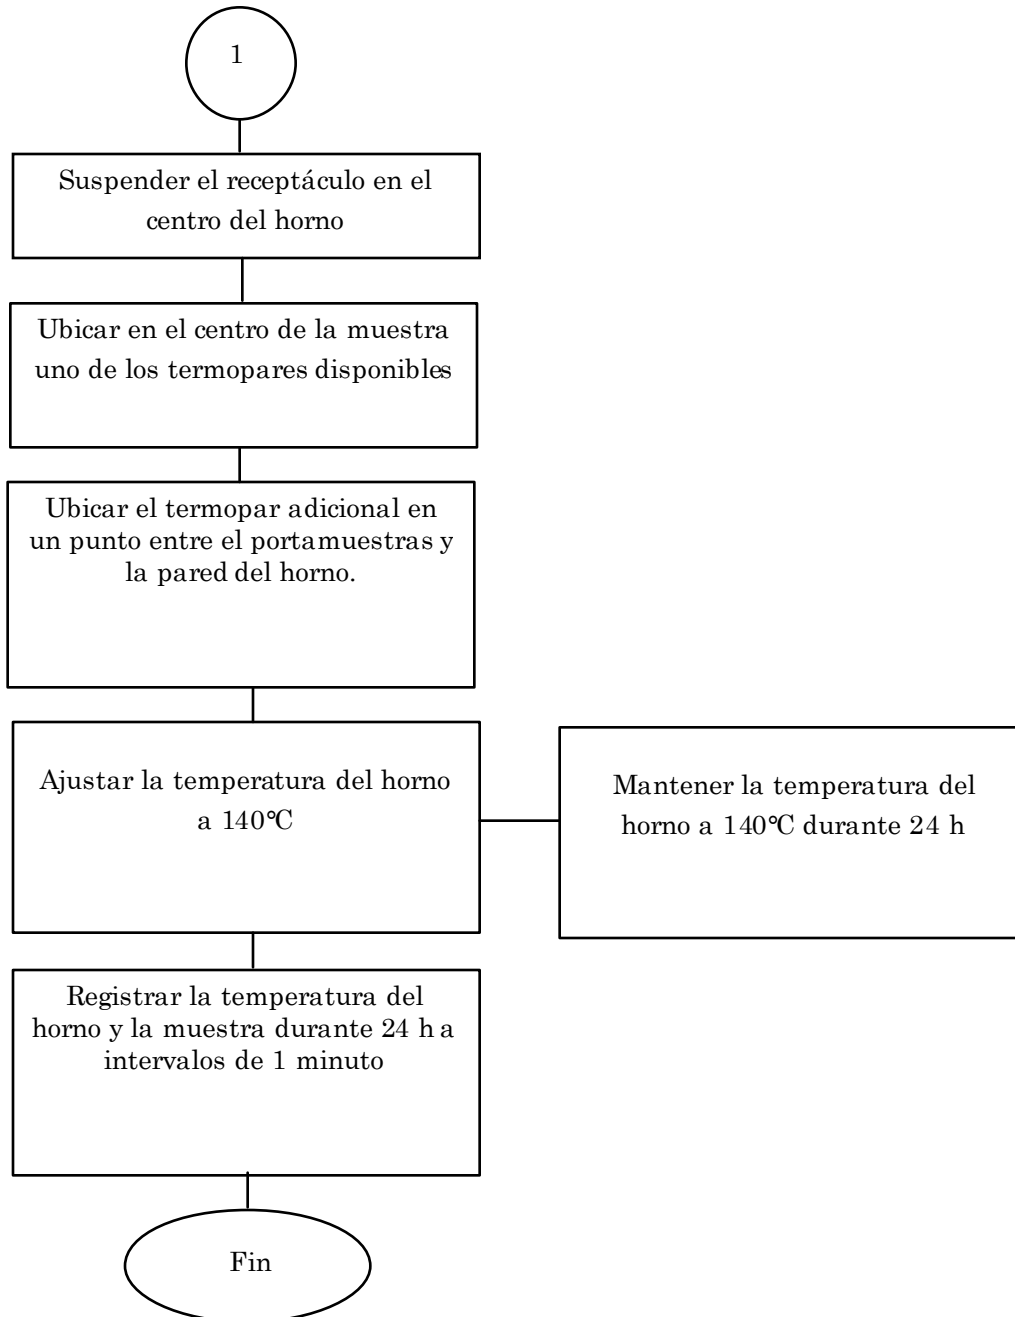 1
Suspender el receptáculo en el
centro del horno
Ubicar en el centro de la muestra
uno de los termopares disponibles
Ubicar el termopar adicional en
un punto entre el portamuestras y
la pared del horno.
Ajustar la temperatura del horno
a 140℃
Mantener la temperatura del
horno a 140℃ durante 24 h
Registrar la temperatura del
horno y la muestra durante 24 h a
intervalos de 1 minuto
Fin